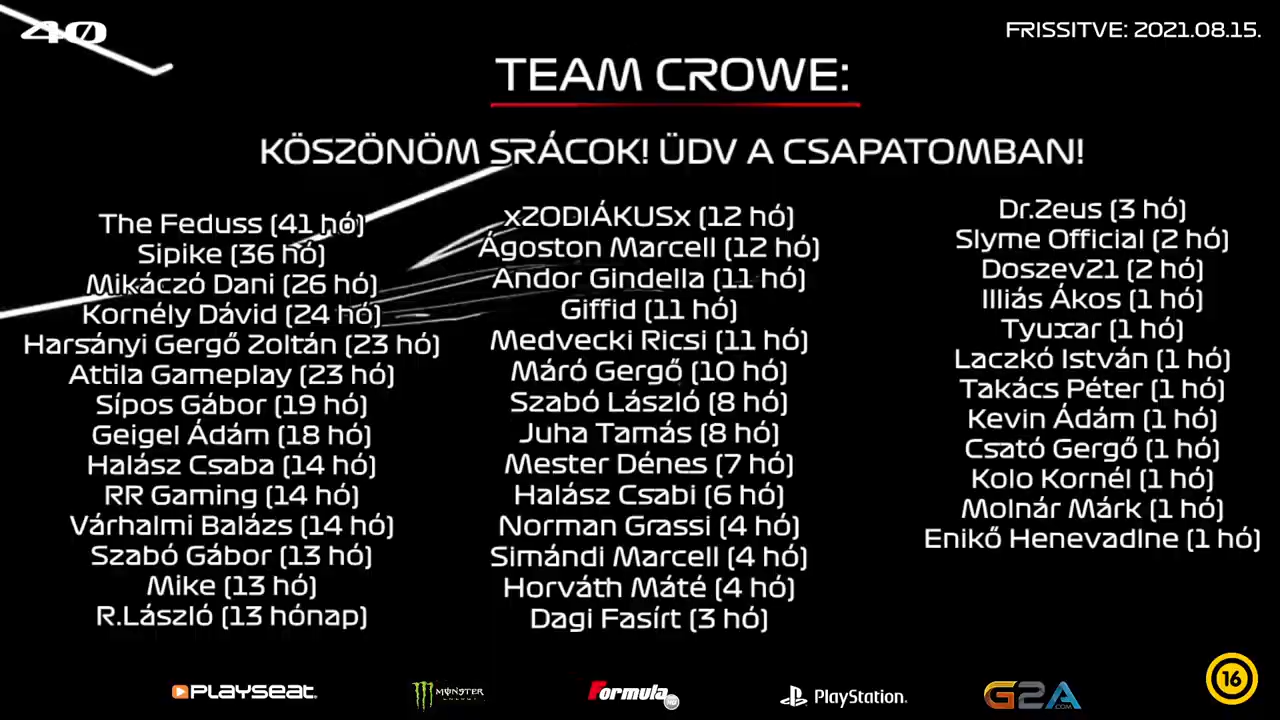 40
FRISSITVE: 2021.08.15.
TEAM CROWE:
KÖSZÖNÖM SRÁCOK! ÜDV A CSAPATOMBAN!
The Feduss (41 hó)
Sipike (36 hó)
Mikáczó Dani (26 hó)
Kornély Dávid (24 hó)
Harsányi Gergő Zoltán (23 hó)
Attila Gameplay (23 hó)
Sípos Gábor (19 hó)
Geigel Ádám (18 hó)
Halász Csaba (14 hó)
RR Gaming (14 hó)
Várhalmi Balázs (14 hó)
Szabó Gábor (13 hó)
Mike (13 hó)
R.László (13 hónap)
xZODIÁKUSx (12 hó)
Ágoston Marcell (12 hó)
Andor Gindella (11 hó)
Giffid (11 hó)
Medvecki Ricsi (11 hó)
Máró Gergő (10 hó)
Szabó László (8 hó)
Juha Tamás (8 hó)
Mester Dénes (7 hó)
Halász Csabi (6 hó)
Norman Grassi (4 hó)
Simándi Marcell (4 hó)
Horváth Máté (4 hó)
Dagi Fasírt (3 hó)
Dr.Zeus (3 hó)
Slyme Official (2 hó)
Doszev21 (2 hó)
Illiás Ákos (1 hó)
Tyuxar (1 hó)
Laczkó István (1 hó)
Takács Péter (1 hó)
Kevin Ádám (1 hó)
Csató Gergő (1 hó)
Kolo Kornél (1 hó)
Molnár Márk (1 hó)
Enikő Henevadlne (1 hó)
PLAYSEAT.
MONSTER ENERGY
Formula HD
PlayStation.
G2A.COM
16